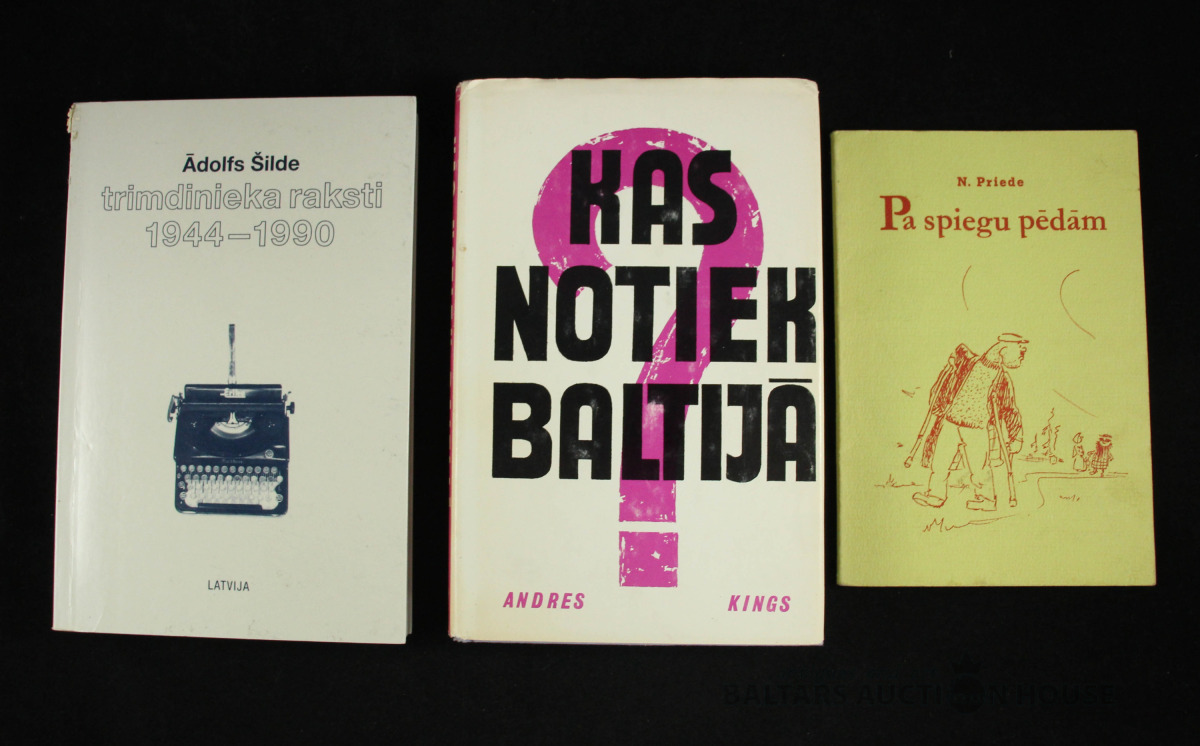 Ādolfs Šilde
trimdinieka raksti
1944–1990
LATVIJA
KAS
NOTIEK
BALTIJĀ
?
ANDRES KINGS
N. Priede
Pa spiegu pēdām
BALTARS AUCTION HOUSE